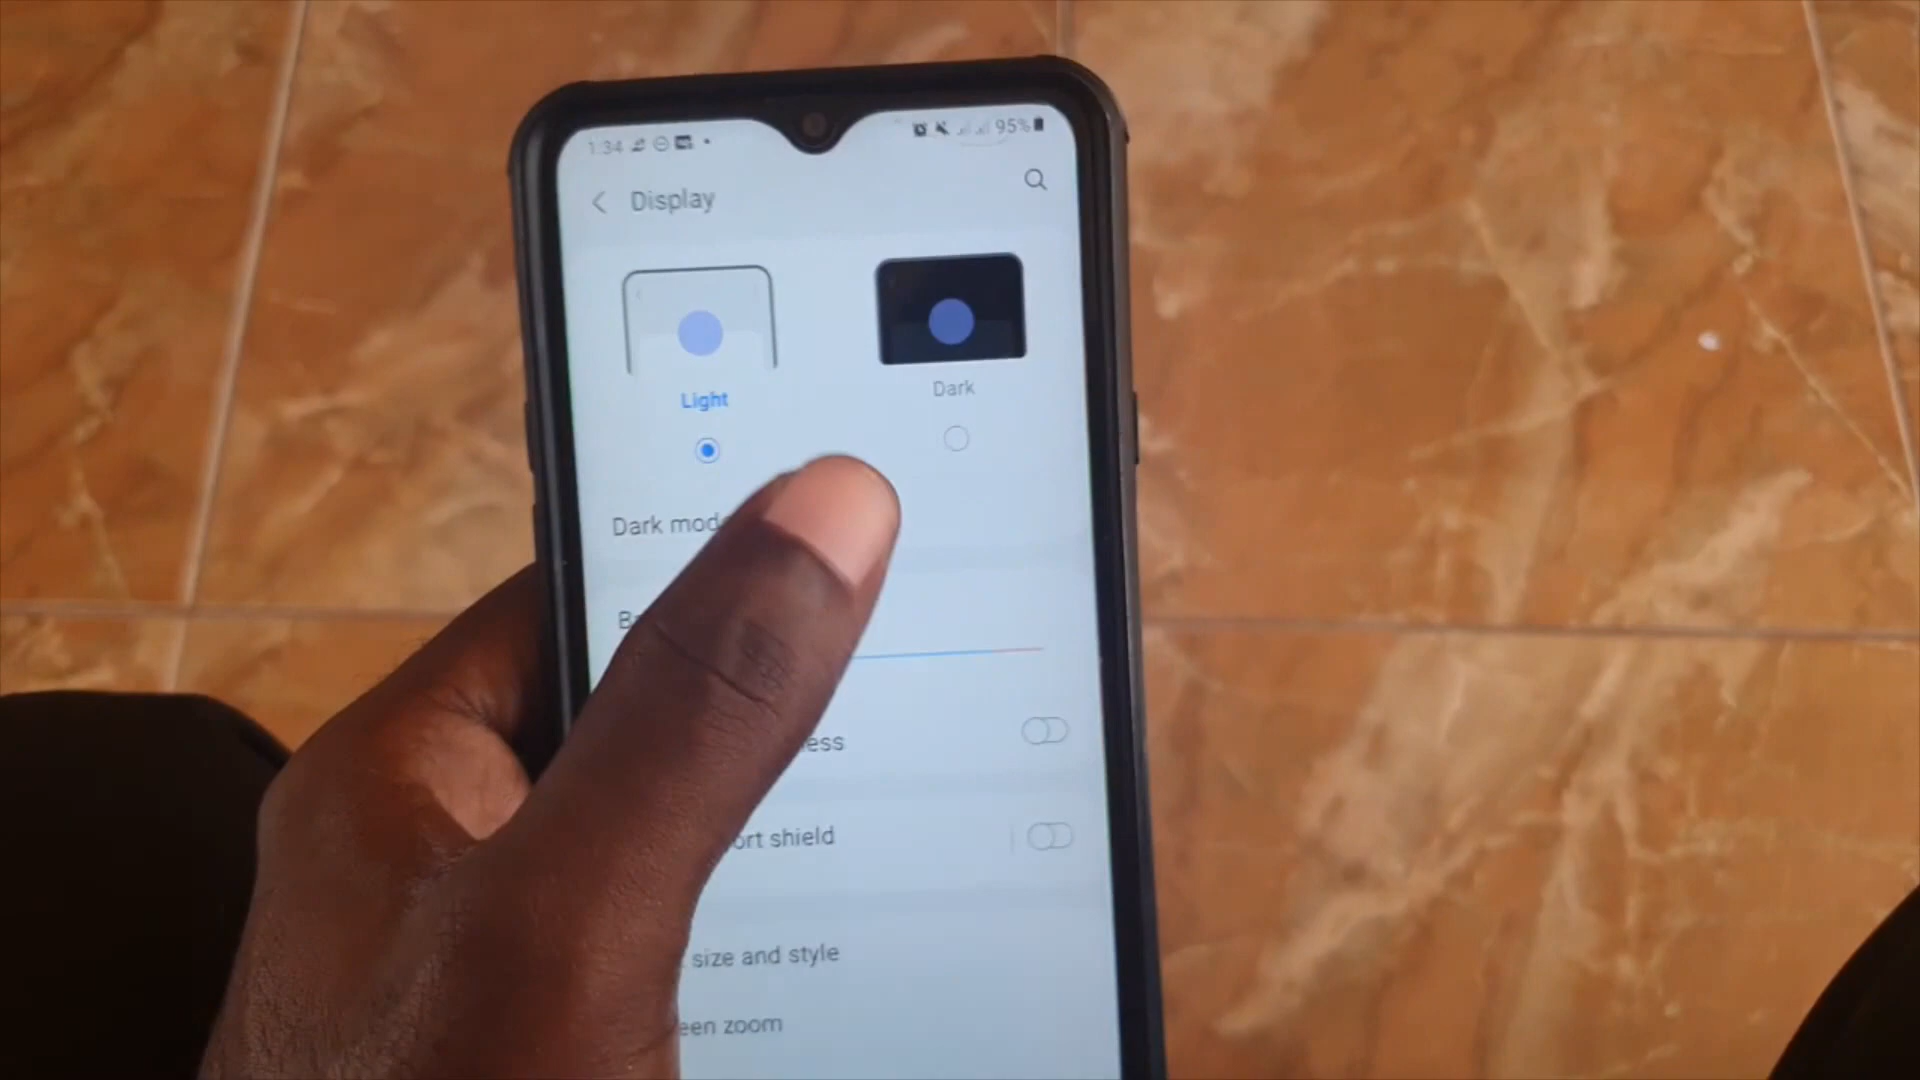 1:34 95%
Display
Light Dark
Dark mod
B
ess
ort shield
size and style
een zoom